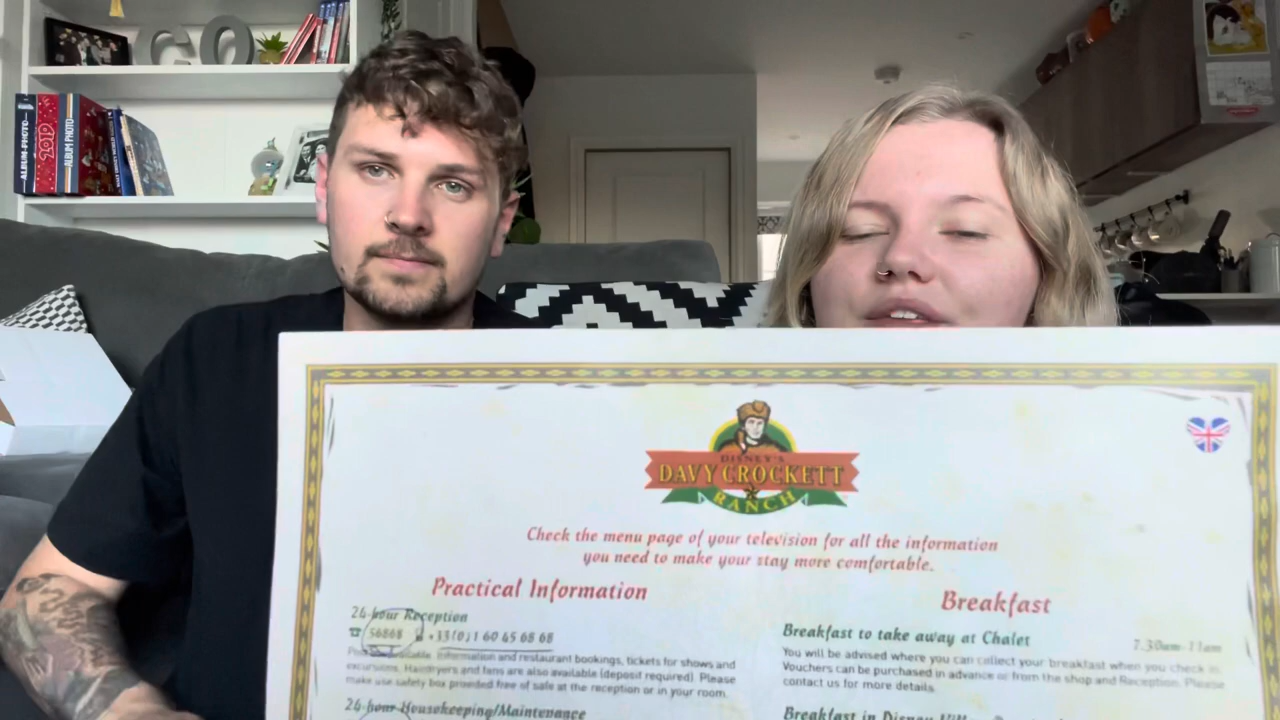 CO
ALBUM-PHOTO
2019
ALBUM PHOTO
DISNEY'S
DAVY CROCKETT
RANCH
Check the menu page of your television for all the information
you need to make your stay more comfortable.
Practical Information
24-hour Reception
56868 +33(0)1 60 45 68 68
available. Information and restaurant bookings, tickets for shows and
excursions. Hairdryers and fans are also available (deposit required). Please
make use safety box provided free of safe at the reception or in your room.
24-hour Housekeeping/Maintenance
Breakfast
Breakfast to take away at Chalet 7.30am-11am
You will be advised where you can collect your breakfast when you check in.
Vouchers can be purchased in advance or from the shop and Reception. Please
contact us for more details.
Breakfast in Disney